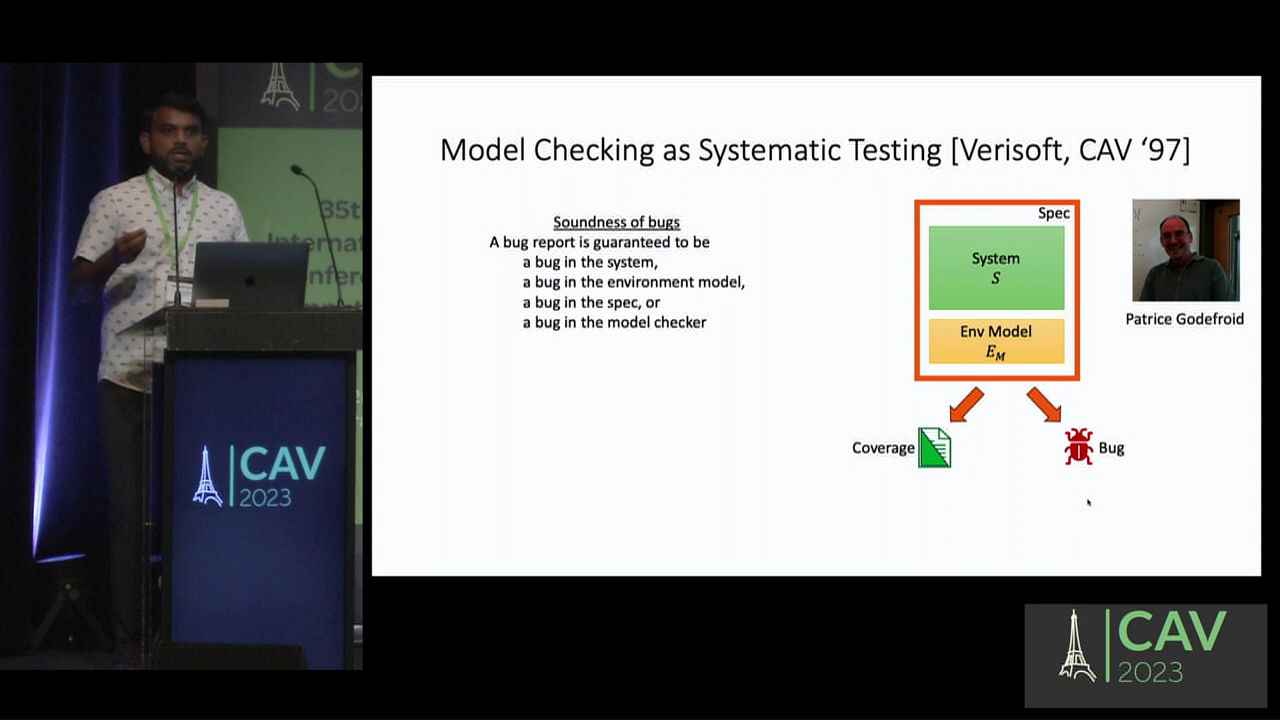 CAV
2023
35t
Internat
Model Checking as Systematic Testing [Verisoft, CAV ‘97]
Soundness of bugs
A bug report is guaranteed to be
a bug in the system,
a bug in the environment model,
a bug in the spec, or
a bug in the model checker
Spec
System
S
Env Model
E_M
Patrice Godefroid
Coverage
Bug
CAV
2023